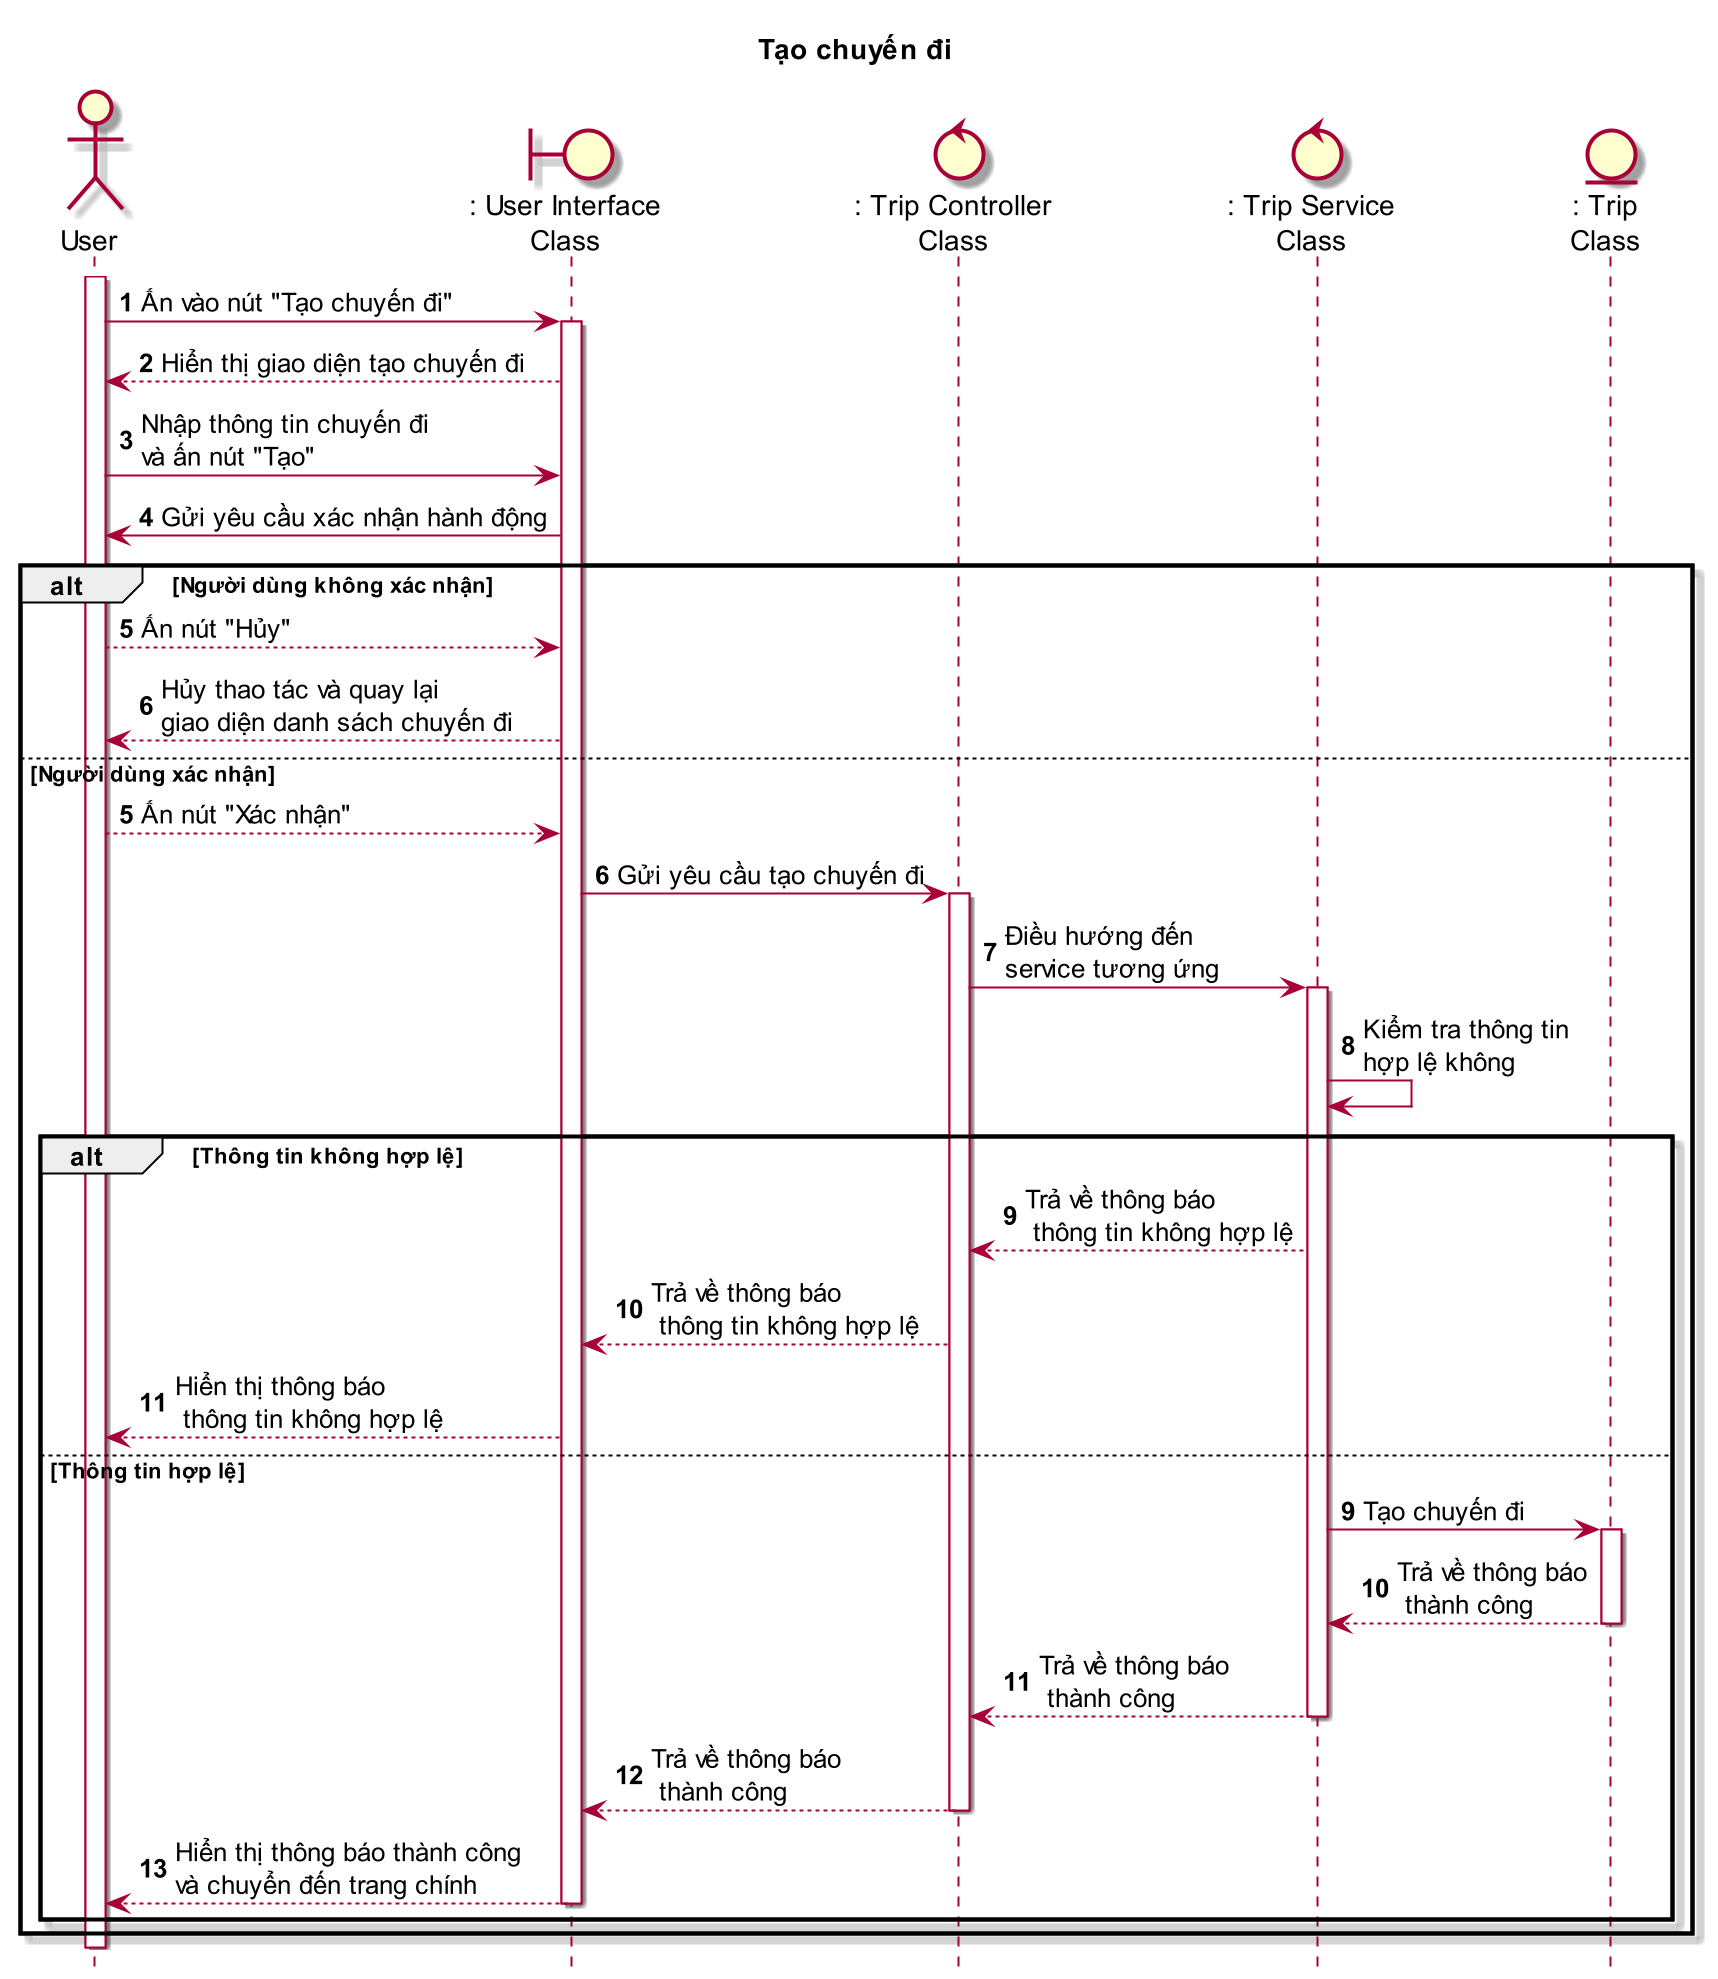 Tạo chuyến đi
User
: User Interface
Class
: Trip Controller
Class
: Trip Service
Class
: Trip
Class
1 Ấn vào nút "Tạo chuyến đi"
2 Hiển thị giao diện tạo chuyến đi
3 Nhập thông tin chuyến đi
và ấn nút "Tạo"
4 Gửi yêu cầu xác nhận hành động
alt [Người dùng không xác nhận]
5 Ấn nút "Hủy"
6 Hủy thao tác và quay lại
giao diện danh sách chuyến đi
[Người dùng xác nhận]
5 Ấn nút "Xác nhận"
6 Gửi yêu cầu tạo chuyến đi
7 Điều hướng đến
service tương ứng
8 Kiểm tra thông tin
hợp lệ không
alt [Thông tin không hợp lệ]
9 Trả về thông báo
thông tin không hợp lệ
10 Trả về thông báo
thông tin không hợp lệ
11 Hiển thị thông báo
thông tin không hợp lệ
[Thông tin hợp lệ]
9 Tạo chuyến đi
10 Trả về thông báo
thành công
11 Trả về thông báo
thành công
12 Trả về thông báo
thành công
13 Hiển thị thông báo thành công
và chuyển đến trang chính